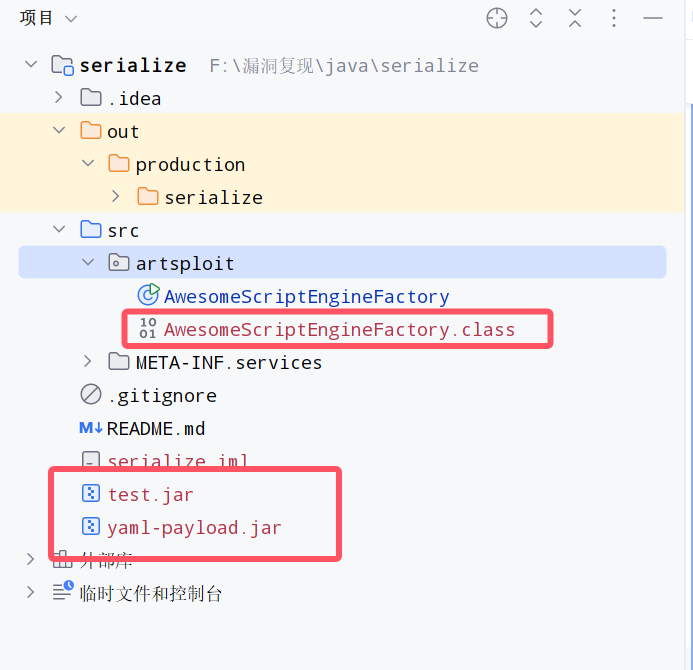 项目
serialize F:\漏洞复现\java\serialize
.idea
out
production
serialize
src
artsploit
AwesomeScriptEngineFactory
AwesomeScriptEngineFactory.class
META-INF.services
.gitignore
README.md
serialize.iml
test.jar
yaml-payload.jar
外部库
临时文件和控制台